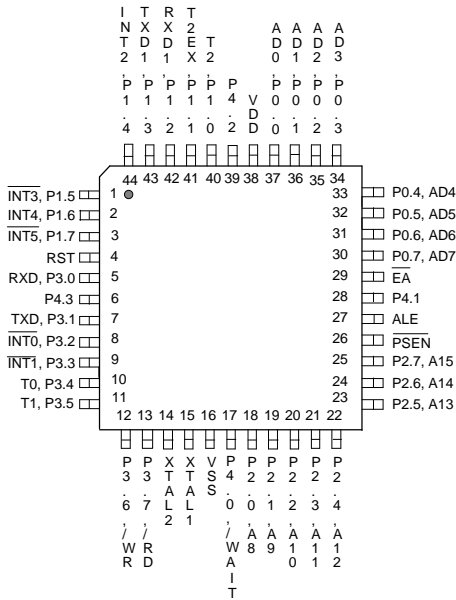 INT2, P1.4
TXD1, P1.3
RXD1, P1.2
T2EX, P1.1
T2, P1.0
P4.2
VDD
AD0, P0.0
AD1, P0.1
AD2, P0.2
AD3, P0.3
44 43 42 41 40 39 38 37 36 35 34
INT3, P1.5 1
INT4, P1.6 2
INT5, P1.7 3
RST 4
RXD, P3.0 5
P4.3 6
TXD, P3.1 7
INT0, P3.2 8
INT1, P3.3 9
T0, P3.4 10
T1, P3.5 11
33 P0.4, AD4
32 P0.5, AD5
31 P0.6, AD6
30 P0.7, AD7
29 EA
28 P4.1
27 ALE
26 PSEN
25 P2.7, A15
24 P2.6, A14
23 P2.5, A13
12 13 14 15 16 17 18 19 20 21 22
P3.6, /WR
P3.7, /RD
XTAL2
XTAL1
VSS
P4.0, /WAIT
P2.0, A8
P2.1, A9
P2.2, A10
P2.3, A11
P2.4, A12